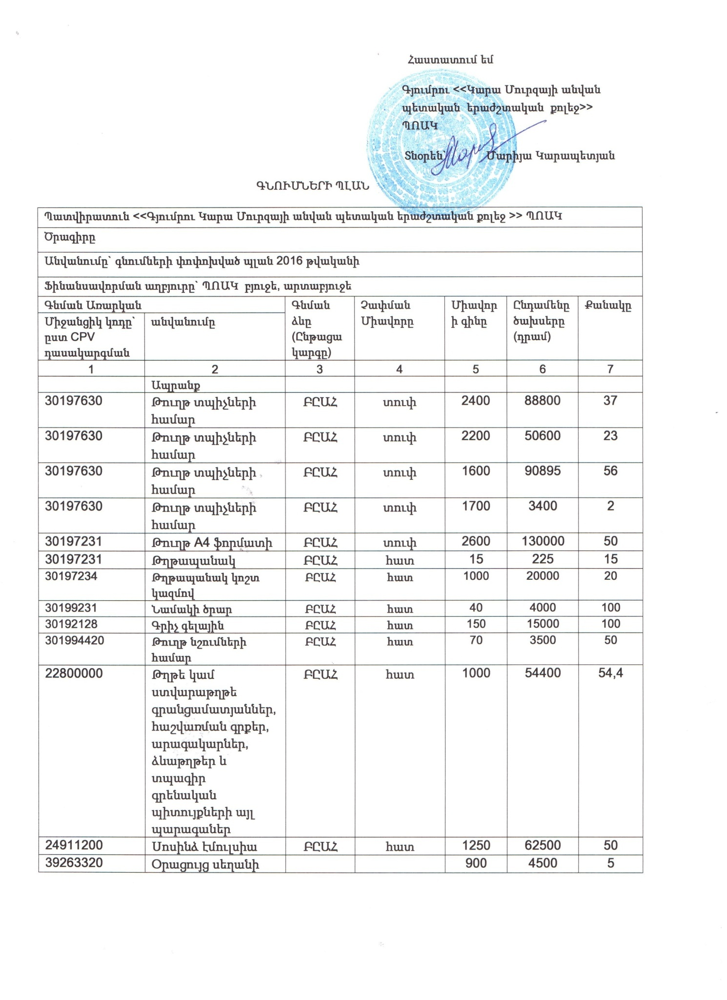 Հաստատում եմ
Գյումրու <<Կարա Մուրզայի անվան
պետական երաժշտական քոլեջ>>
ՊՈԱԿ
Տնօրեն՝ Մարիյա Կարապետյան
ԳՆՈՒՄՆԵՐԻ ՊԼԱՆ
Պատվիրատուն <<Գյումրու Կարա Մուրզայի անվան պետական երաժշտական քոլեջ >> ՊՈԱԿ
Ծրագիրը
Անվանումը՝ գնումների փոփոխված պլան 2016 թվականի
Ֆինանսավորման աղբյուրը՝ ՊՈԱԿ բյուջե, արտաբյուջե
Գնման Առարկան
Միջանցիկ կոդը՝
ըստ CPV
դասակարգման
անվանումը
Գնման
ձևը
(Ընթացա
կարգը)
Չափման
Միավորը
Միավոր
ի գինը
Ընդամենը
ծախսերը
(դրամ)
Քանակը
1 2 3 4 5 6 7
Ապրանք
30197630 Թուղթ տպիչների ԲԸԱՀ տուփ 2400 88800 37
համար
30197630 Թուղթ տպիչների ԲԸԱՀ տուփ 2200 50600 23
համար
30197630 Թուղթ տպիչների ԲԸԱՀ տուփ 1600 90895 56
համար
30197630 Թուղթ տպիչների ԲԸԱՀ տուփ 1700 3400 2
համար
30197231 Թուղթ A4 ֆորմատի ԲԸԱՀ տուփ 2600 130000 50
30197231 Թղթապանակ ԲԸԱՀ հատ 15 225 15
30197234 Թղթապանակ կոշտ ԲԸԱՀ հատ 1000 20000 20
կազմով
30199231 Նամակի ծրար ԲԸԱՀ հատ 40 4000 100
30192128 Գրիչ գելային ԲԸԱՀ հատ 150 15000 100
301994420 Թուղթ նշումների ԲԸԱՀ հատ 70 3500 50
համար
22800000 Թղթե կամ ԲԸԱՀ հատ 1000 54400 54,4
ստվարաթղթե
գրանցամատյաններ,
հաշվառման գրքեր,
արագակարներ,
ձևաթղթեր և
տպագիր
գրենական
պիտույքների այլ
պարագաներ
24911200 Սոսինձ էմուլսիա ԲԸԱՀ հատ 1250 62500 50
39263320 Օրացույց սեղանի 900 4500 5